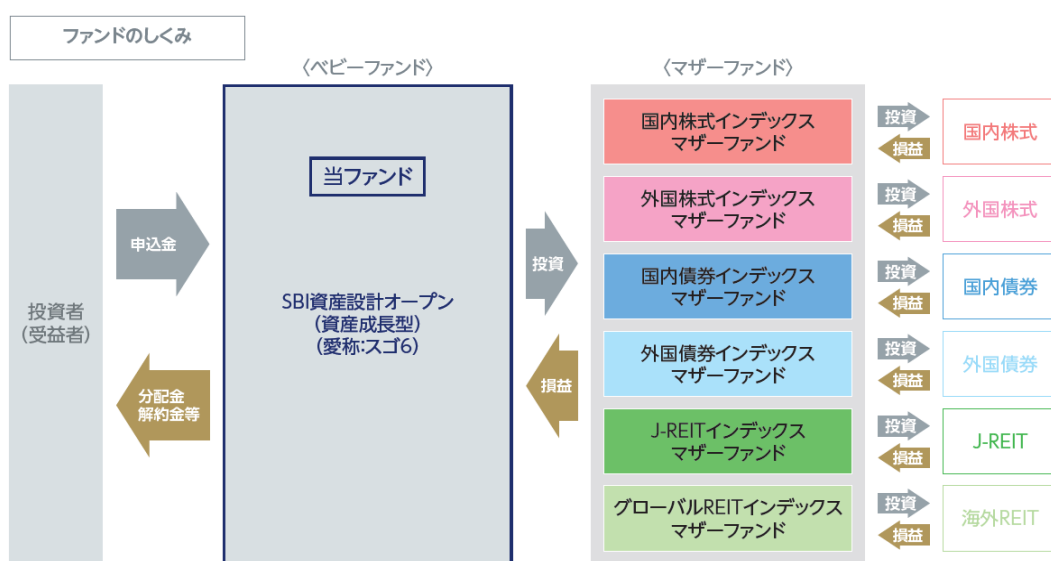 ファンドのしくみ
〈ベビーファンド〉
〈マザーファンド〉
投資者
(受益者)
申込金
分配金
解約金等
当ファンド
SBI資産設計オープン
(資産成長型)
(愛称:スゴ6)
投資
損益
国内株式インデックス
マザーファンド
投資
損益
国内株式
外国株式インデックス
マザーファンド
投資
損益
外国株式
国内債券インデックス
マザーファンド
投資
損益
国内債券
外国債券インデックス
マザーファンド
投資
損益
外国債券
J-REITインデックス
マザーファンド
投資
損益
J-REIT
グローバルREITインデックス
マザーファンド
投資
損益
海外REIT